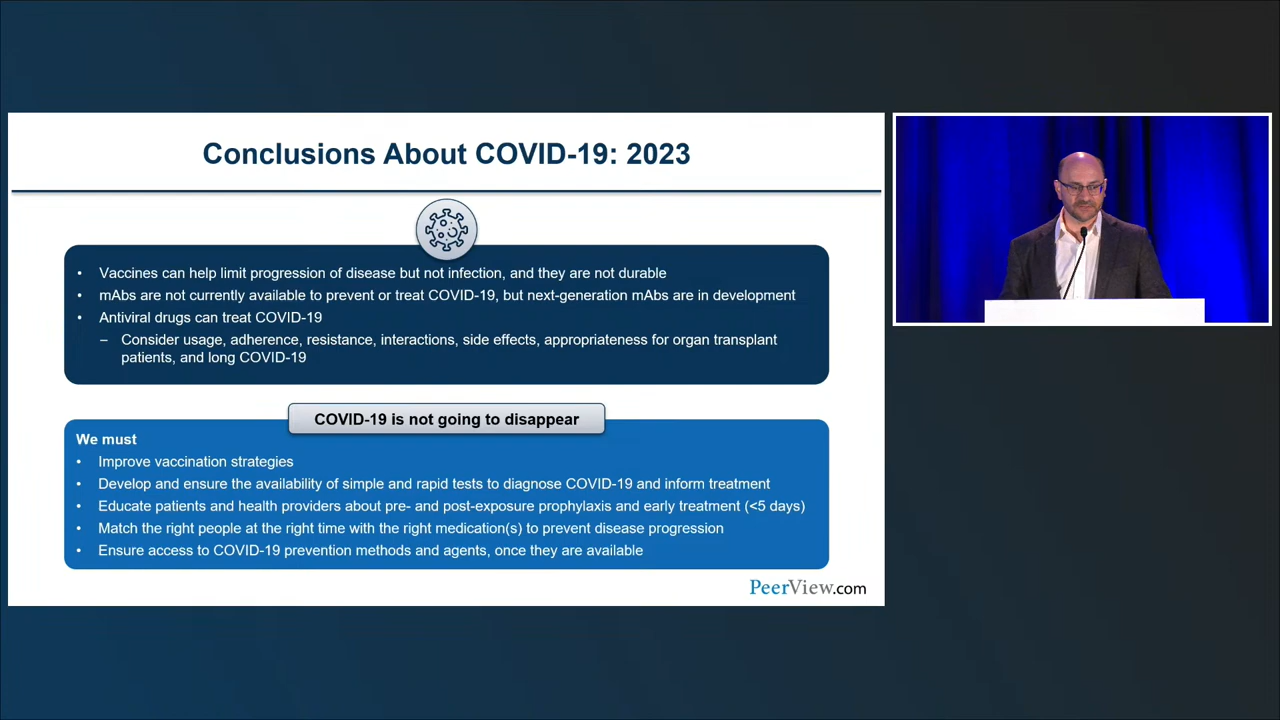 Conclusions About COVID-19: 2023
• Vaccines can help limit progression of disease but not infection, and they are not durable
• mAbs are not currently available to prevent or treat COVID-19, but next-generation mAbs are in development
• Antiviral drugs can treat COVID-19
– Consider usage, adherence, resistance, interactions, side effects, appropriateness for organ transplant
patients, and long COVID-19
COVID-19 is not going to disappear
We must
• Improve vaccination strategies
• Develop and ensure the availability of simple and rapid tests to diagnose COVID-19 and inform treatment
• Educate patients and health providers about pre- and post-exposure prophylaxis and early treatment (<5 days)
• Match the right people at the right time with the right medication(s) to prevent disease progression
• Ensure access to COVID-19 prevention methods and agents, once they are available
PeerView.com